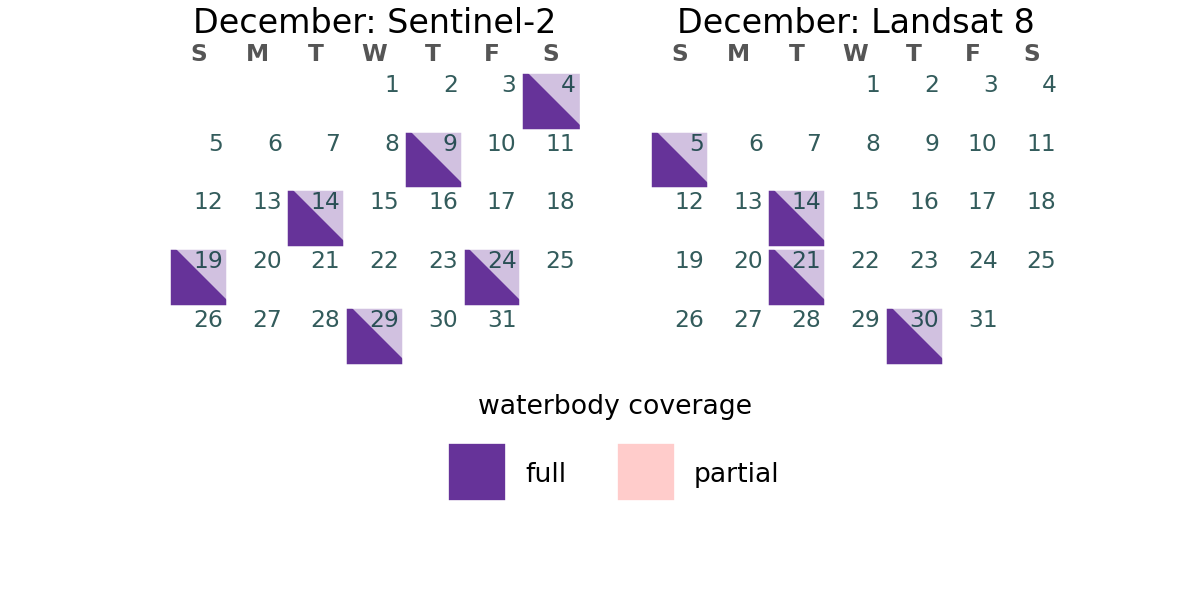 December: Sentinel-2
S M T W T F S
1 2 3 4
5 6 7 8 9 10 11
12 13 14 15 16 17 18
19 20 21 22 23 24 25
26 27 28 29 30 31
December: Landsat 8
S M T W T F S
1 2 3 4
5 6 7 8 9 10 11
12 13 14 15 16 17 18
19 20 21 22 23 24 25
26 27 28 29 30 31
waterbody coverage
full
partial